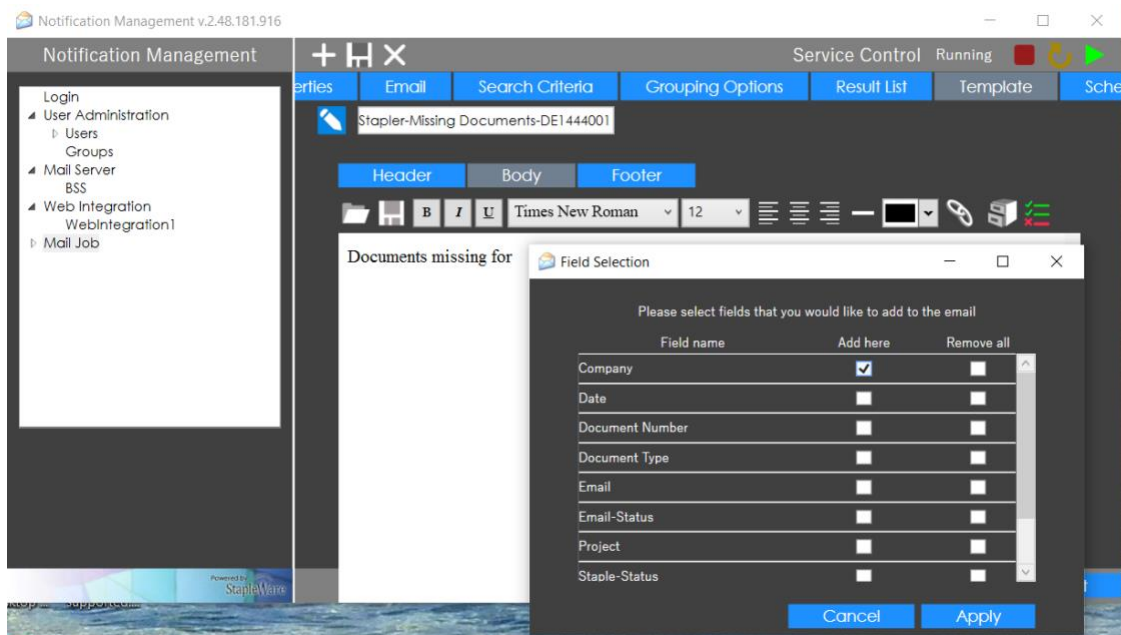 Notification Management v.2.48.181.916
Notification Management
Service Control Running
Login
User Administration
Users
Groups
Mail Server
BSS
Web Integration
WebIntegration1
Mail Job
erties Email Search Criteria Grouping Options Result List Template Sche
Stapler-Missing Documents-DE1444001
Header Body Footer
B I U Times New Roman 12
Documents missing for
Field Selection
Please select fields that you would like to add to the email
Field name Add here Remove all
Company
Date
Document Number
Document Type
Email
Email-Status
Project
Staple-Status
Cancel Apply
Powered by
StapleWare